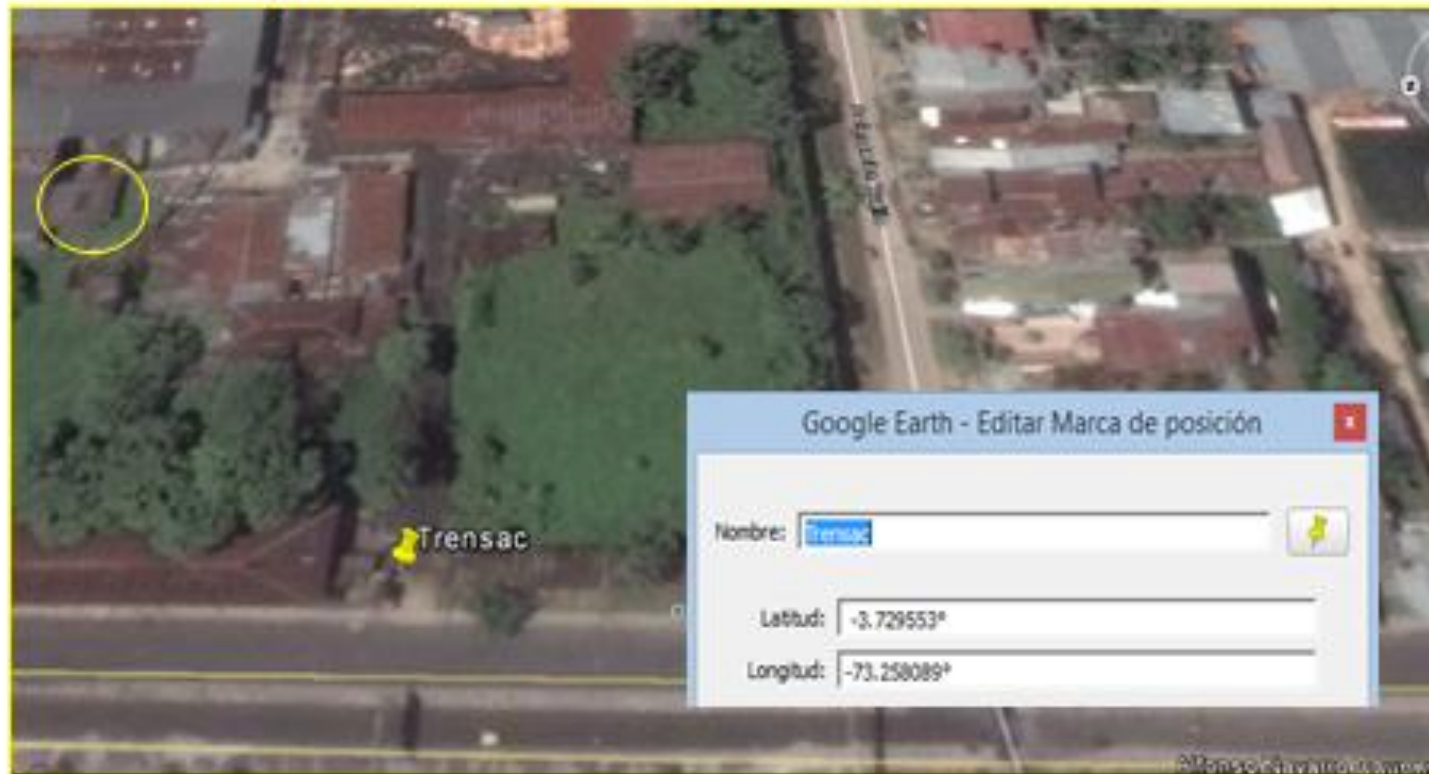 Google Earth - Editar Marca de posición
Nombre: Trensac
Trensac
Latitud: -3.729553°
Longitud: -73.258089°